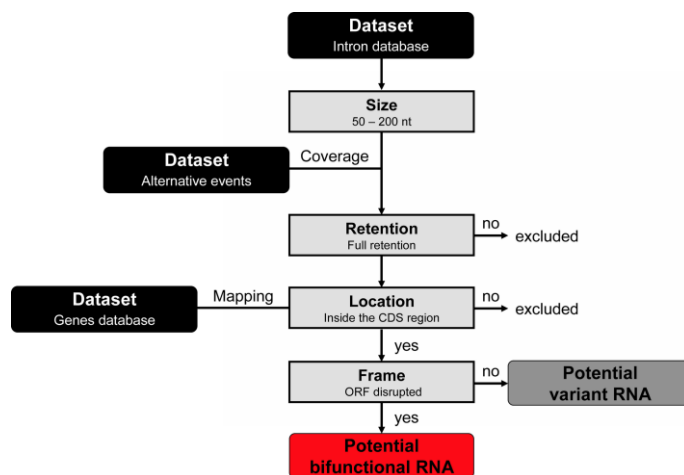 Dataset
Intron database
Size
50 – 200 nt
Dataset
Alternative events
Coverage
Retention
Full retention
no
excluded
Dataset
Genes database
Mapping
Location
Inside the CDS region
no
excluded
yes
Frame
ORF disrupted
no
Potential
variant RNA
yes
Potential
bifunctional RNA